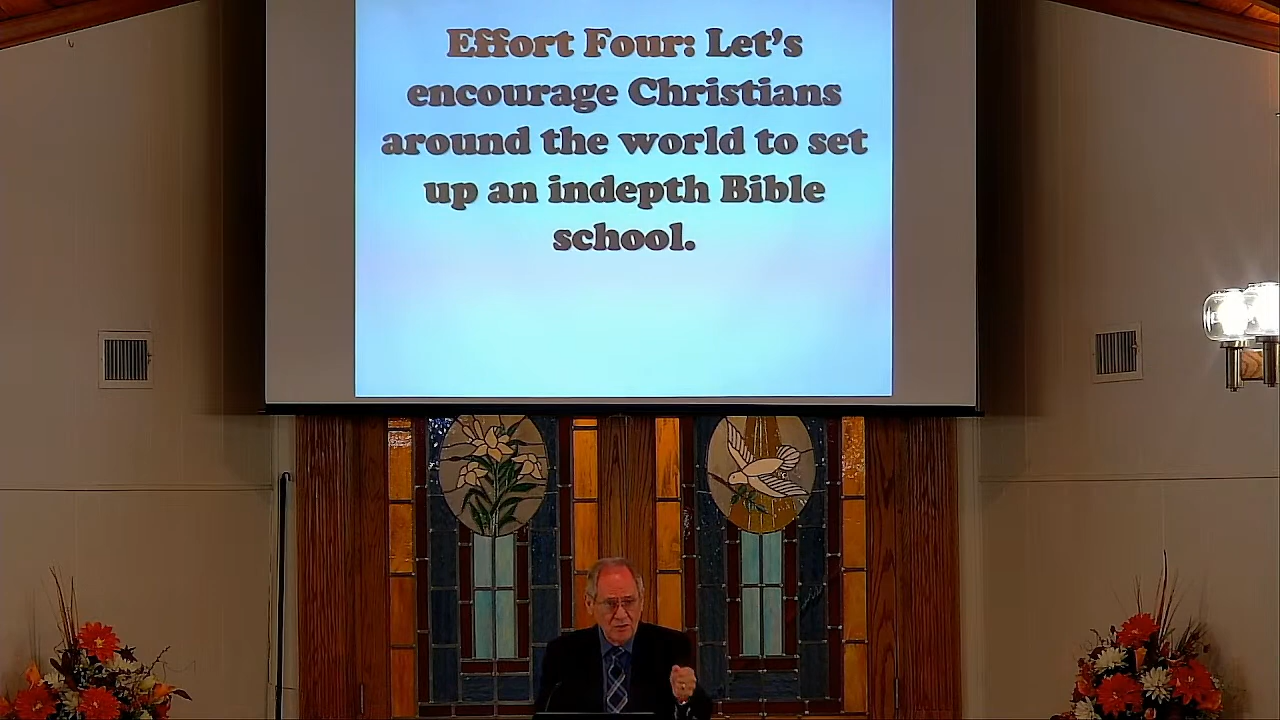 Effort Four: Let’s
encourage Christians
around the world to set
up an indepth Bible
school.